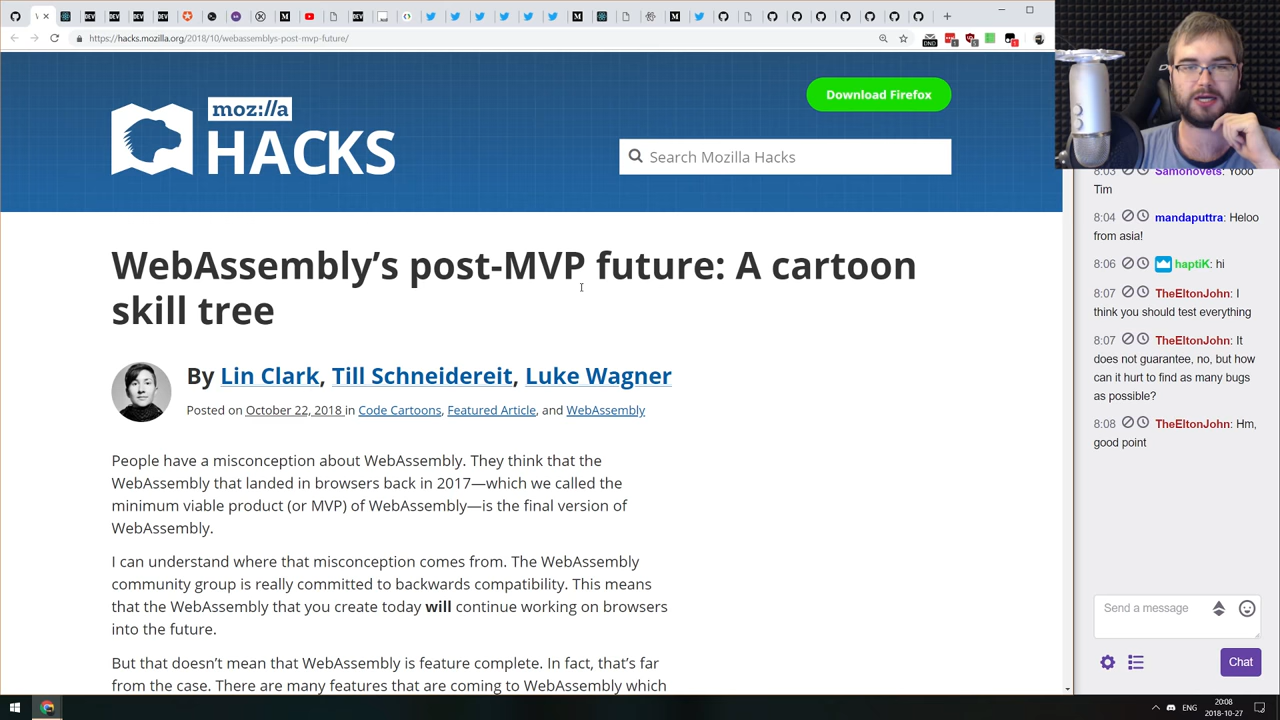 https://hacks.mozilla.org/2018/10/webassemblys-post-mvp-future/
DND
moz://a
HACKS
Download Firefox
Search Mozilla Hacks
WebAssembly’s post-MVP future: A cartoon
skill tree
By Lin Clark, Till Schneidereit, Luke Wagner
Posted on October 22, 2018 in Code Cartoons, Featured Article, and WebAssembly
People have a misconception about WebAssembly. They think that the
WebAssembly that landed in browsers back in 2017—which we called the
minimum viable product (or MVP) of WebAssembly—is the final version of
WebAssembly.
I can understand where that misconception comes from. The WebAssembly
community group is really committed to backwards compatibility. This means
that the WebAssembly that you create today will continue working on browsers
into the future.
But that doesn’t mean that WebAssembly is feature complete. In fact, that’s far
from the case. There are many features that are coming to WebAssembly which
8:03 Samonovets: Yooo
Tim
8:04 mandaputtra: Heloo
from asia!
8:06 haptiK: hi
8:07 TheEltonJohn: I
think you should test everything
8:07 TheEltonJohn: It
does not guarantee, no, but how
can it hurt to find as many bugs
as possible?
8:08 TheEltonJohn: Hm,
good point
Send a message
Chat
ENG
20:08
2018-10-27